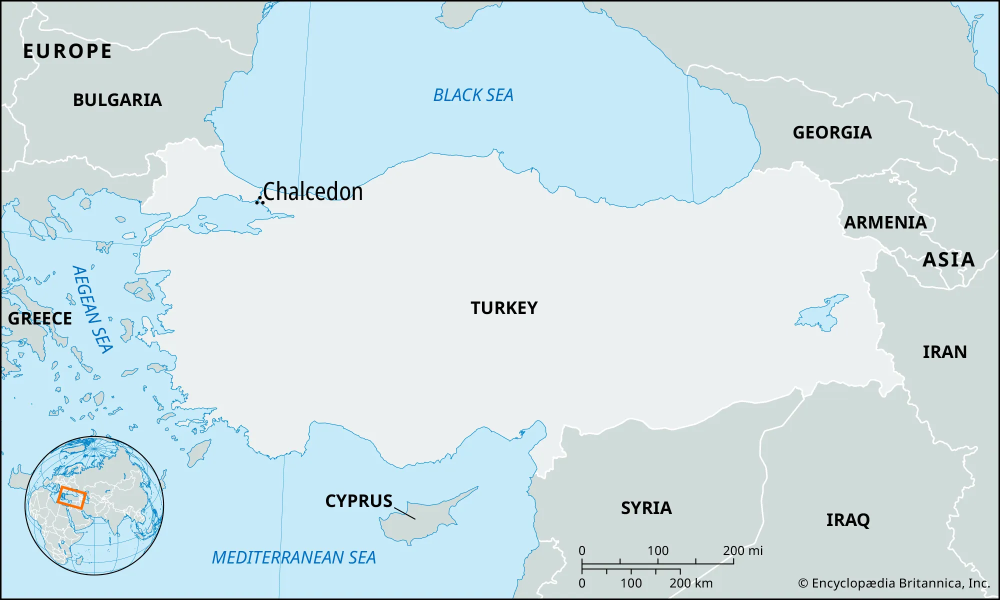 EUROPE
BULGARIA
BLACK SEA
GEORGIA
Chalcedon
ARMENIA
ASIA
AEGEAN SEA
GREECE
TURKEY
IRAN
CYPRUS
SYRIA
IRAQ
MEDITERRANEAN SEA
0 100 200 mi
0 100 200 km
© Encyclopædia Britannica, Inc.